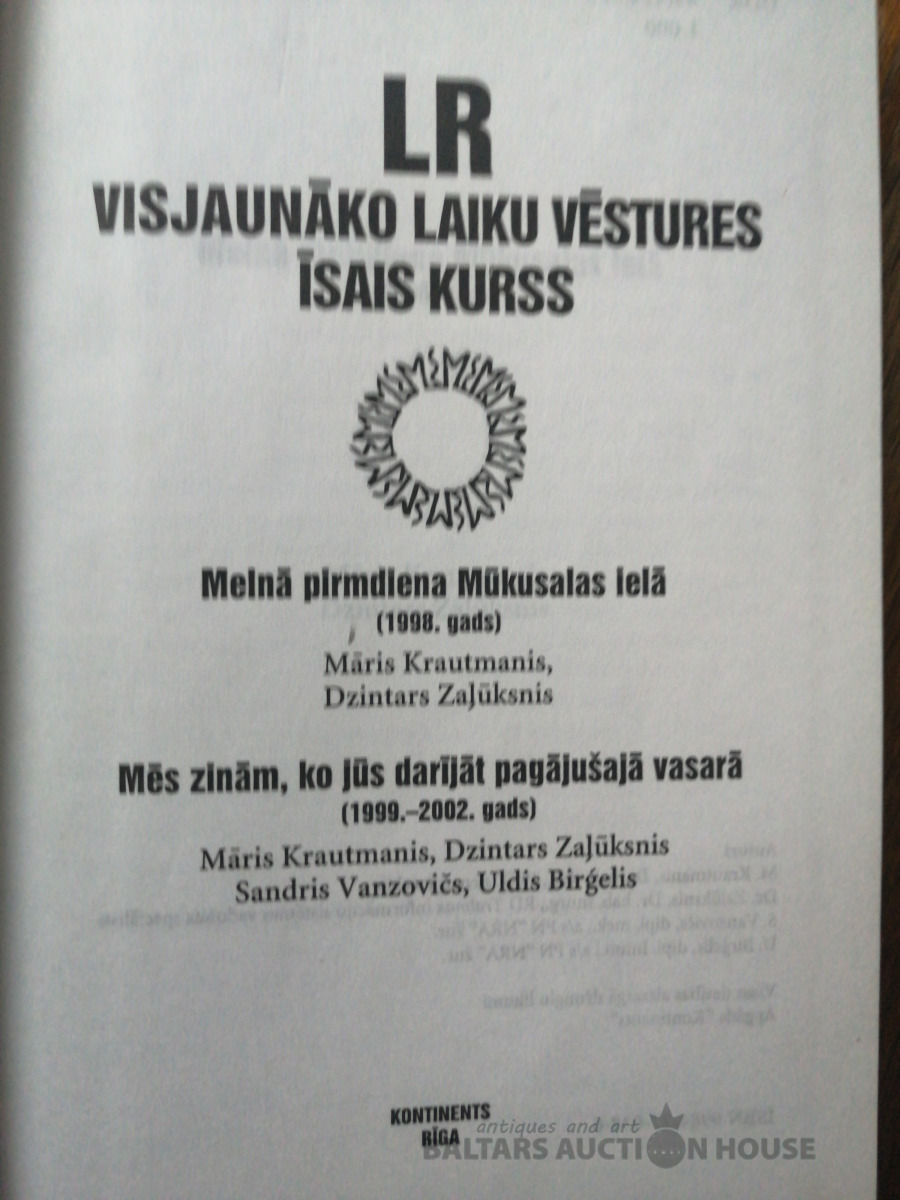 LR
VISJAUNĀKO LAIKU VĒSTURES
ĪSAIS KURSS
Melnā pirmdiena Mūkusalas ielā
(1998. gads)
Māris Krautmanis,
Dzintars Zaļūksnis
Mēs zinām, ko jūs darījāt pagājušajā vasarā
(1999.–2002. gads)
Māris Krautmanis, Dzintars Zaļūksnis
Sandris Vanzovičs, Uldis Birģelis
KONTINENTS
RĪGA
antiques and art
BALTARS AUCTION HOUSE